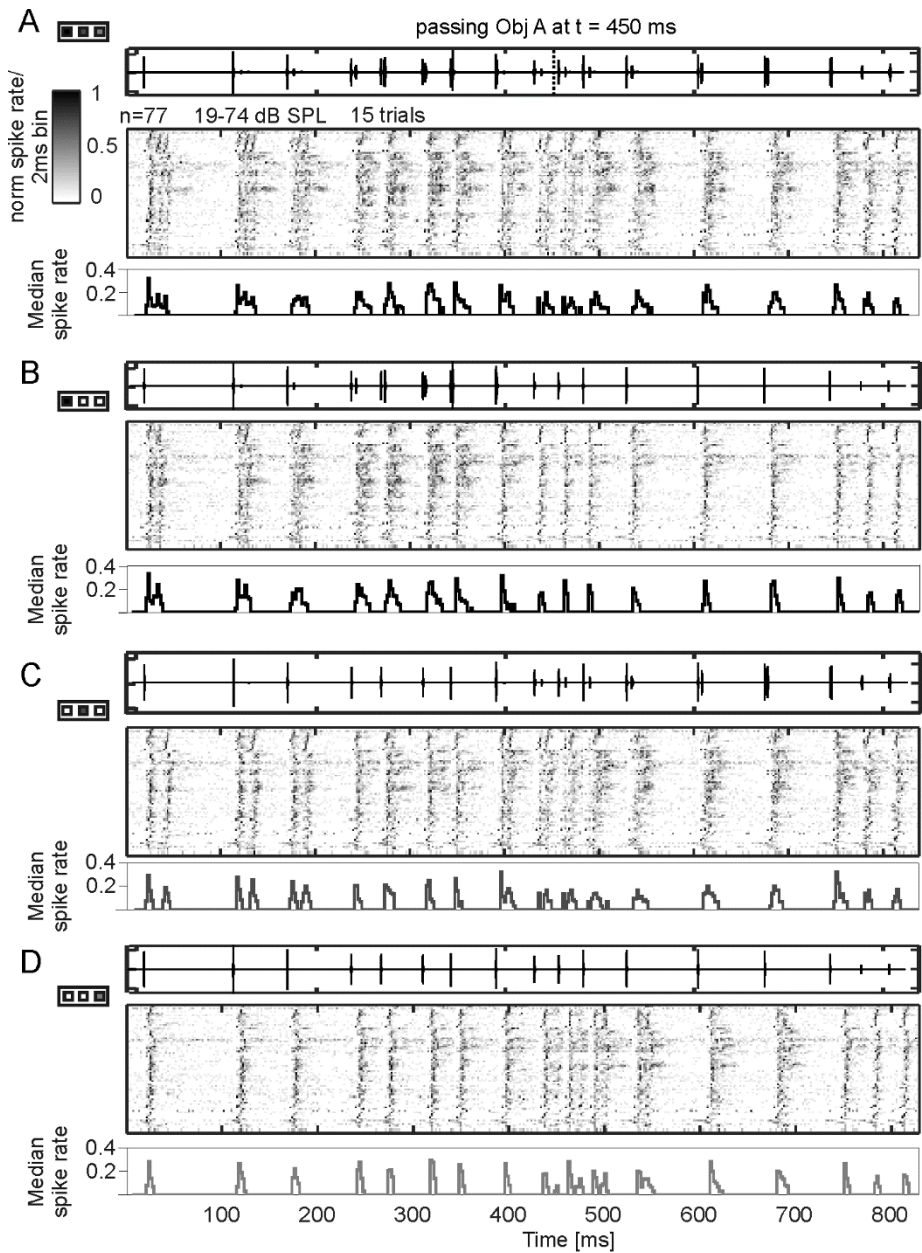 A
passing Obj A at t = 450 ms
norm spike rate/
2ms bin
1
0.5
0
n=77 19-74 dB SPL 15 trials
Median
spike rate
0.4
0.2
B
Median
spike rate
0.4
0.2
C
Median
spike rate
0.4
0.2
D
Median
spike rate
0.4
0.2
100 200 300 400 500 600 700 800
Time [ms]